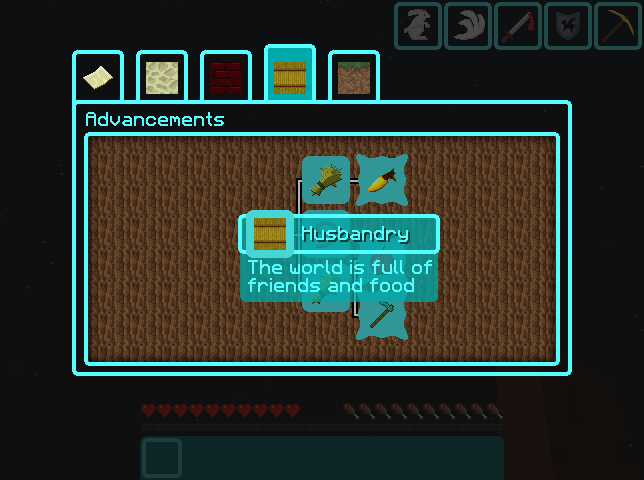 Advancements
Husbandry
The world is full of
friends and food